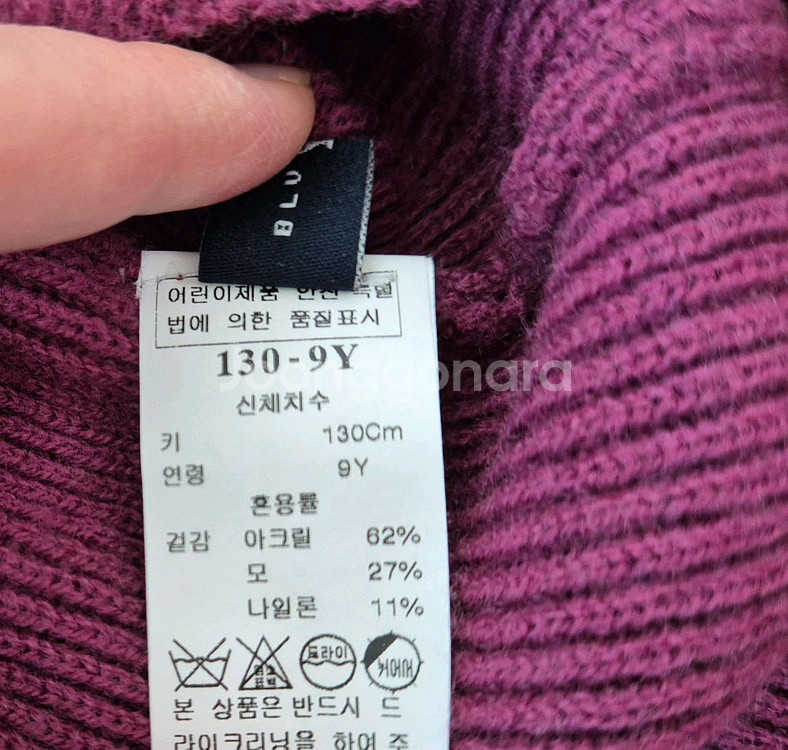 BLU
어린이제품 안전 특별
법에 의한 품질표시
130-9Y
신체치수
키 130Cm
연령 9Y
혼용률
겉감 아크릴 62%
모 27%
나일론 11%
드라이
본 상품은 반드시 드
라이크리닝을 하여 주
joonggonara